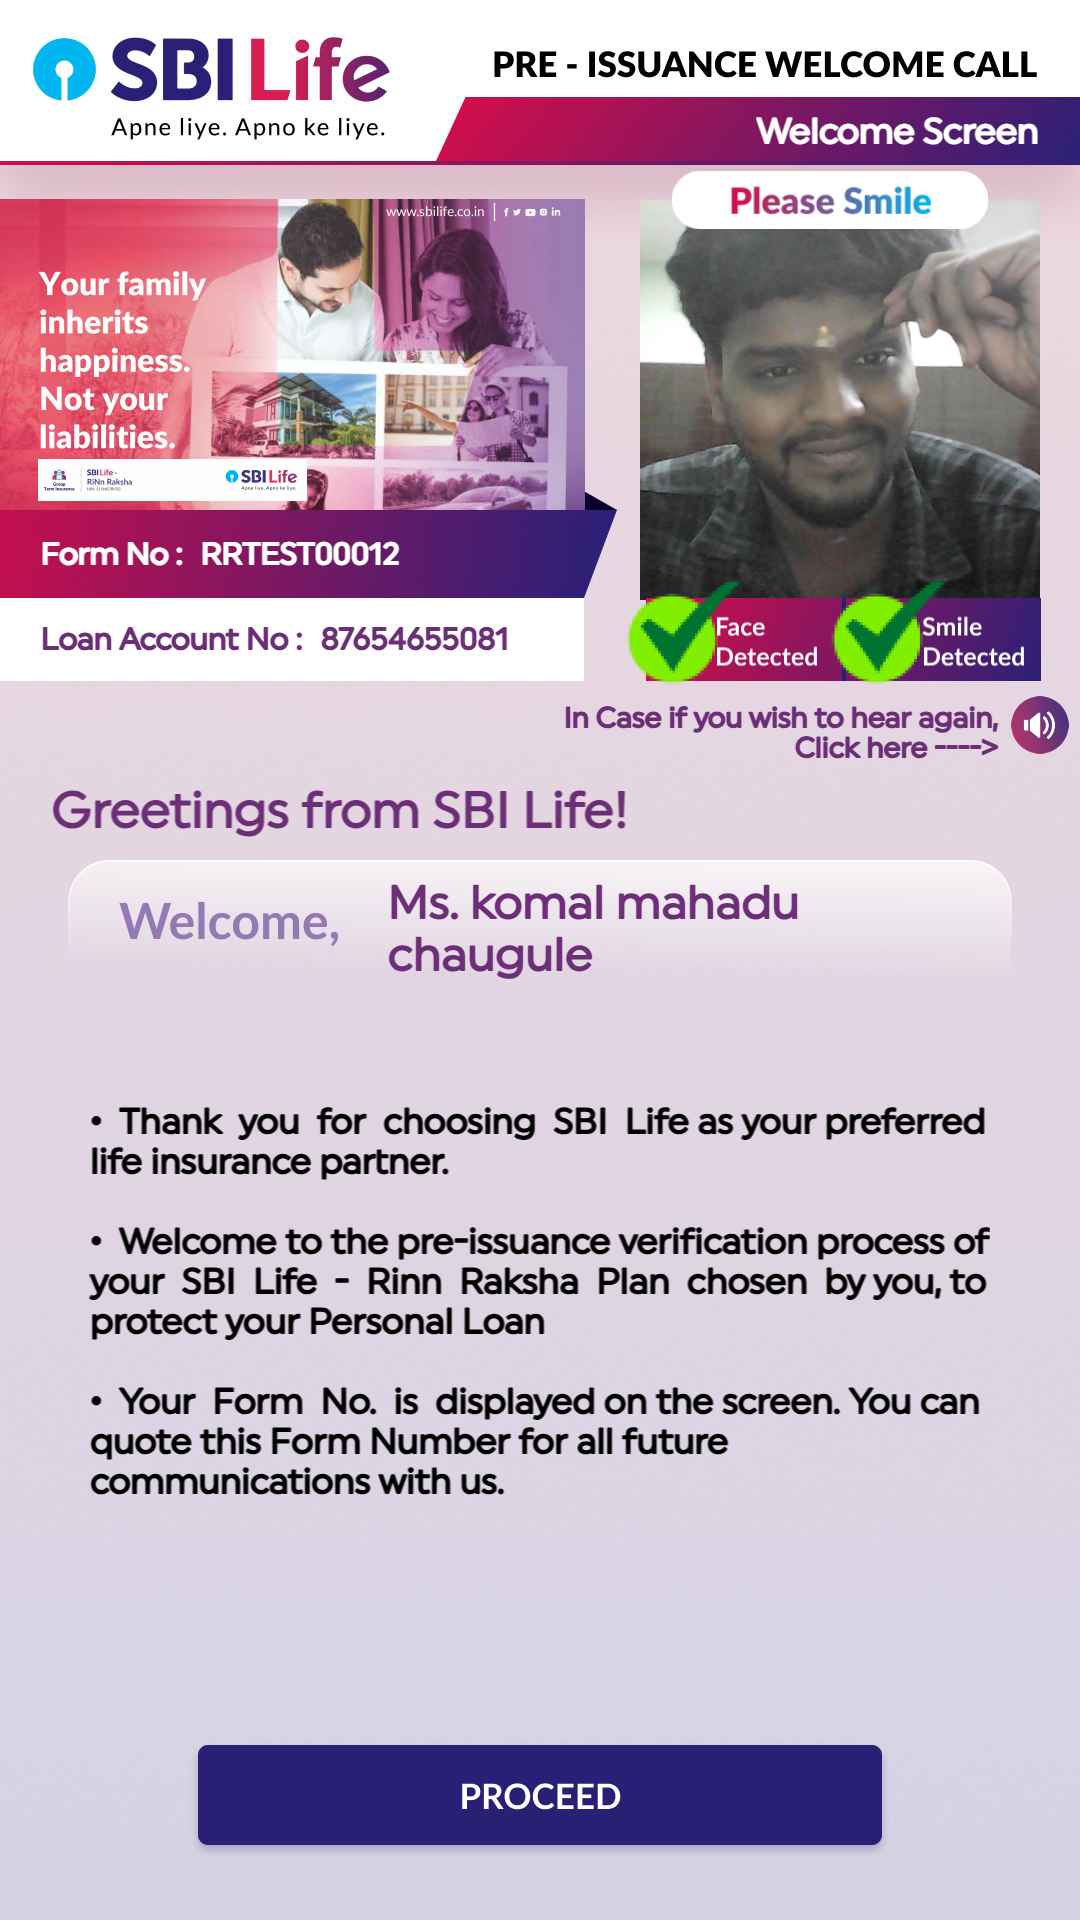 SBI Life
Apne liye. Apno ke liye.
PRE - ISSUANCE WELCOME CALL
Welcome Screen
Please Smile
www.sbilife.co.in
Your family
inherits
happiness.
Not your
liabilities.
Group
Term Insurance
SBI Life -
RiNn Raksha
SBI Life
Apne liye. Apno ke liye.
Form No : RRTEST00012
Loan Account No : 87654655081
Face
Detected
Smile
Detected
In Case if you wish to hear again,
Click here ---->
Greetings from SBI Life!
Welcome, Ms. komal mahadu
chaugule
• Thank you for choosing SBI Life as your preferred
life insurance partner.
• Welcome to the pre-issuance verification process of
your SBI Life - Rinn Raksha Plan chosen by you, to
protect your Personal Loan
• Your Form No. is displayed on the screen. You can
quote this Form Number for all future
communications with us.
PROCEED